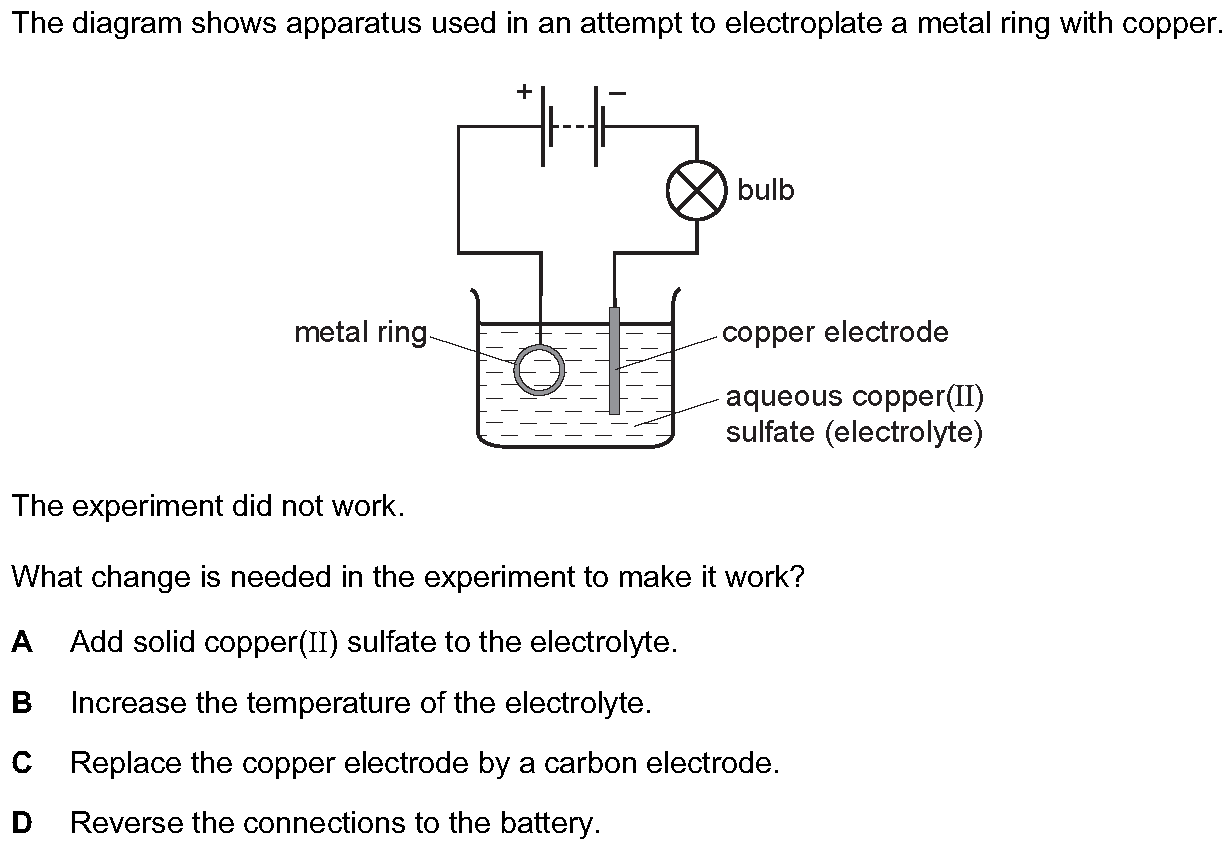 The diagram shows apparatus used in an attempt to electroplate a metal ring with copper.
+ –
bulb
metal ring
copper electrode
aqueous copper(II)
sulfate (electrolyte)
The experiment did not work.
What change is needed in the experiment to make it work?
A Add solid copper(II) sulfate to the electrolyte.
B Increase the temperature of the electrolyte.
C Replace the copper electrode by a carbon electrode.
D Reverse the connections to the battery.